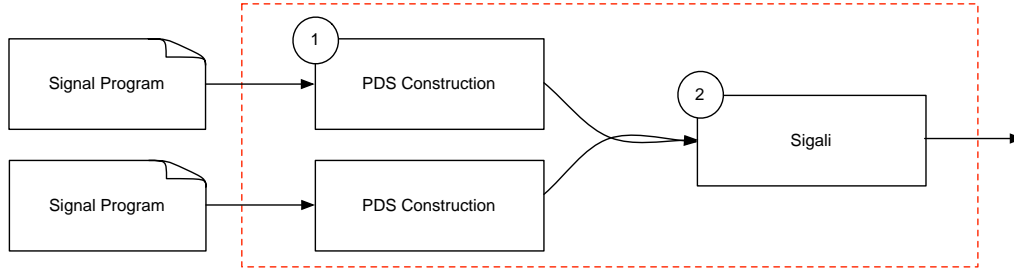 1
Signal Program
PDS Construction
2
Sigali
Signal Program
PDS Construction